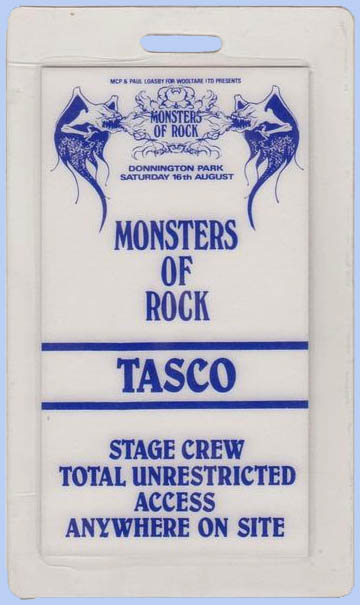 MCP & PAUL LOASBY FOR WOOLTARE LTD PRESENTS
MONSTERS
OF ROCK
DONNINGTON PARK
SATURDAY 16th AUGUST
MONSTERS
OF
ROCK
TASCO
STAGE CREW
TOTAL UNRESTRICTED
ACCESS
ANYWHERE ON SITE